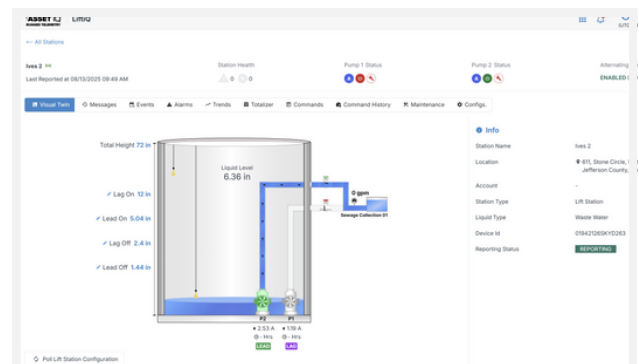 ASSET IQ LiftIQ
RUGGED TELEMETRY
← All Stations
Ives 2
Last Reported at 08/13/2025 09:49 AM
Station Health
0 0
Pump 1 Status
Pump 2 Status
Alternating
ENABLED
Visual Twin Messages Events Alarms Trends Totalizer Commands Command History Maintenance Configs.
Total Height 72 in
Lag On 12 in
Lead On 5.04 in
Lag Off 2.4 in
Lead Off 1.44 in
Liquid Level
6.36 in
0 gpm
Sewage Collection 01
P2 P1
2.53 A 1.19 A
- Hrs - Hrs
LEAD LAG
Poll Lift Station Configuration
Info
Station Name Ives 2
Location 611, Stone Circle,
Jefferson County,
Account -
Station Type Lift Station
Liquid Type Waste Water
Device Id 01942126SKYD263
Reporting Status REPORTING